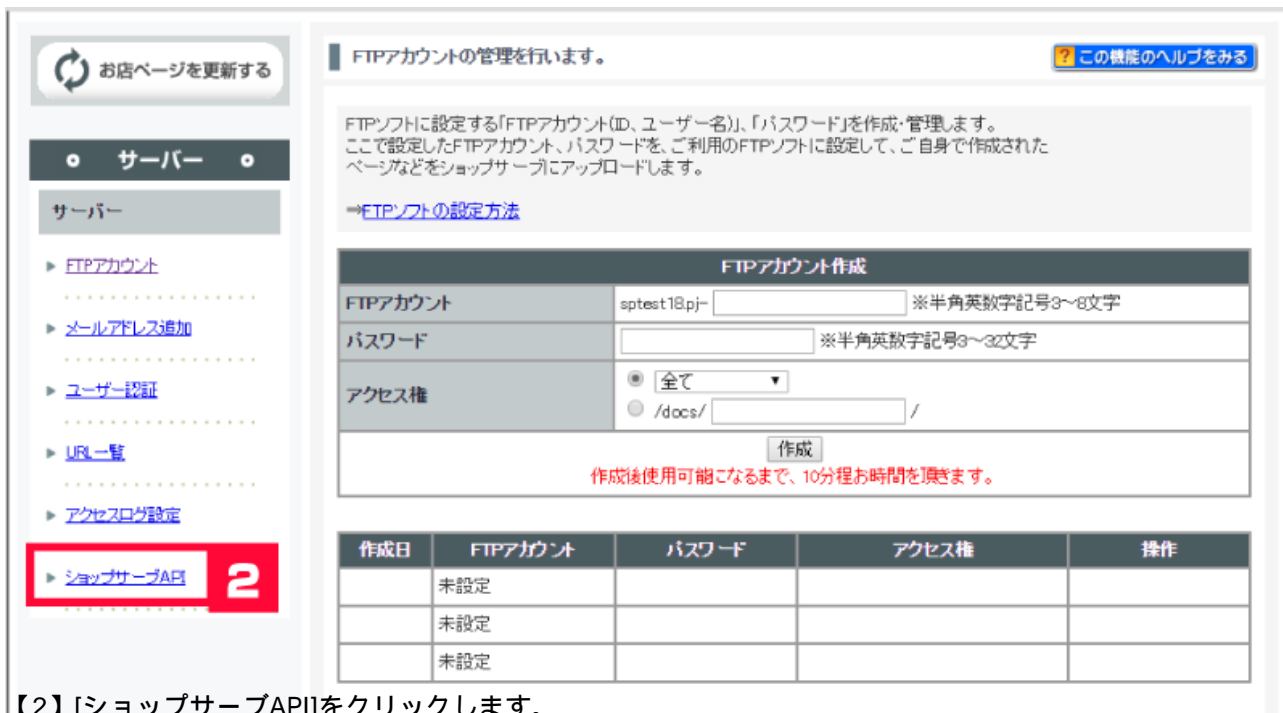 お店ページを更新する
サーバー
サーバー
FTPアカウント
メールアドレス追加
ユーザー認証
URL一覧
アクセスログ設定
ショップサーブAPI
2
FTPアカウントの管理を行います。
? この機能のヘルプをみる
FTPソフトに設定する「FTPアカウント(ID、ユーザー名)」、「パスワード」を作成・管理します。
ここで設定したFTPアカウント、パスワードを、ご利用のFTPソフトに設定して、ご自身で作成された
ページなどをショップサーブにアップロードします。
⇒FTPソフトの設定方法
FTPアカウント作成
FTPアカウント sptest18.pj- ※半角英数字記号3~8文字
パスワード ※半角英数字記号3~32文字
アクセス権 全て ▼
/docs/ /
作成
作成後使用可能になるまで、10分程お時間を頂きます。
作成日 FTPアカウント パスワード アクセス権 操作
未設定
未設定
未設定
【2】[ショップサーブAPI]をクリックします。